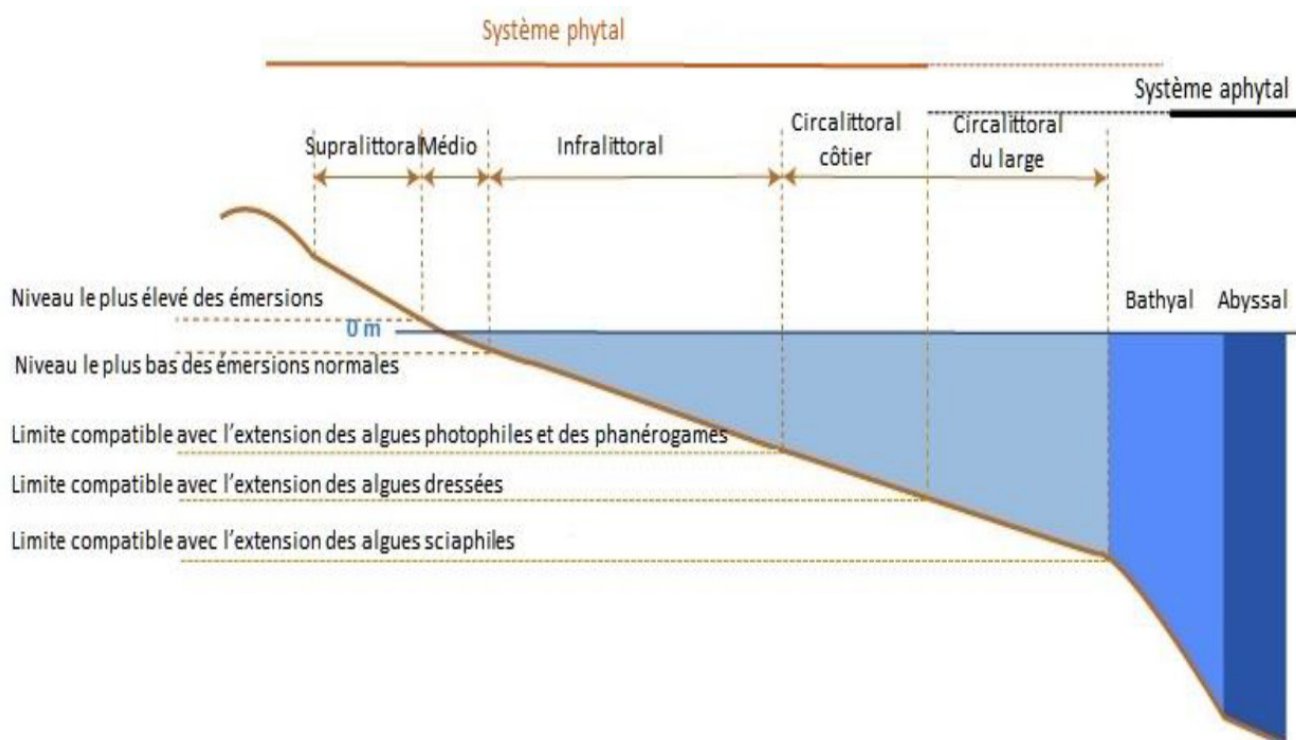 Système phytal
Système aphytal
Supralittoral
Médio
Infralittoral
Circalittoral
côtier
Circalittoral
du large
Niveau le plus élevé des émersions
0 m
Bathyal
Abyssal
Niveau le plus bas des émersions normales
Limite compatible avec l'extension des algues photophiles et des phanérogames
Limite compatible avec l'extension des algues dressées
Limite compatible avec l'extension des algues sciaphiles